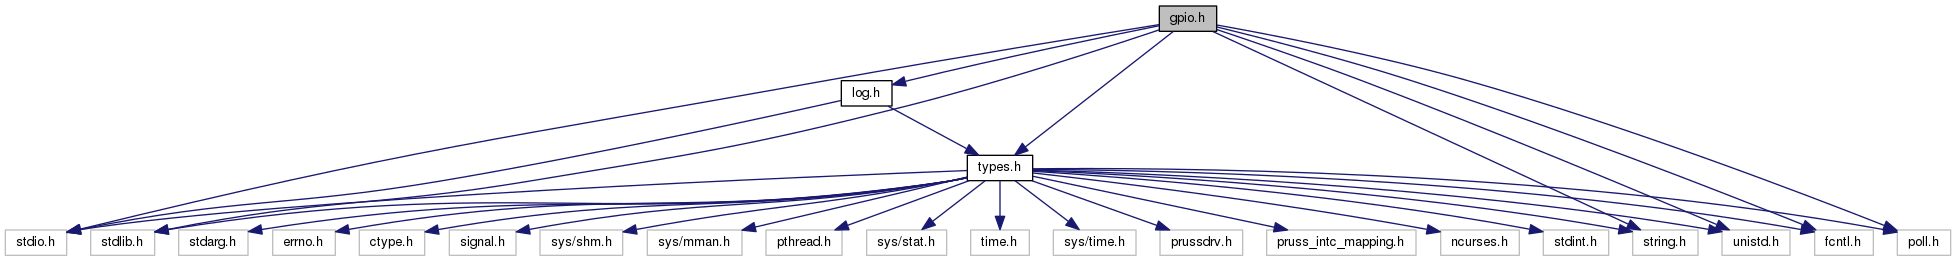 gpio.h
log.h
types.h
stdio.h
stdlib.h
stdarg.h
errno.h
ctype.h
signal.h
sys/shm.h
sys/mman.h
pthread.h
sys/stat.h
time.h
sys/time.h
prussdrv.h
pruss_intc_mapping.h
ncurses.h
stdint.h
string.h
unistd.h
fcntl.h
poll.h